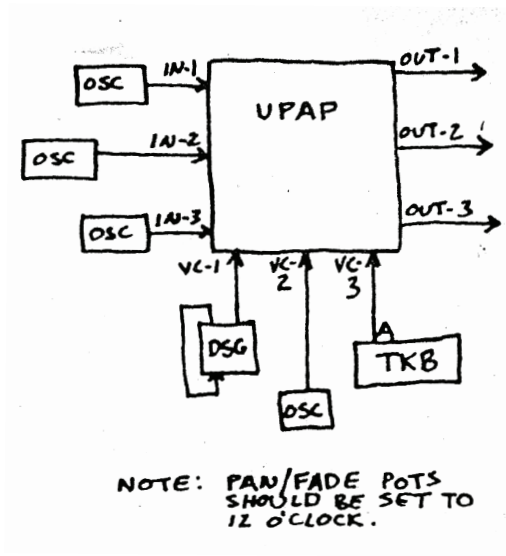 OUT-1
IN-1
OSC
UPAP
IN-2
OUT-2
OSC
IN-3
OUT-3
OSC
VC-1
VC-2
VC-3
DSG
A
TKB
OSC
NOTE: PAN/FADE POTS
SHOULD BE SET TO
12 O'CLOCK.